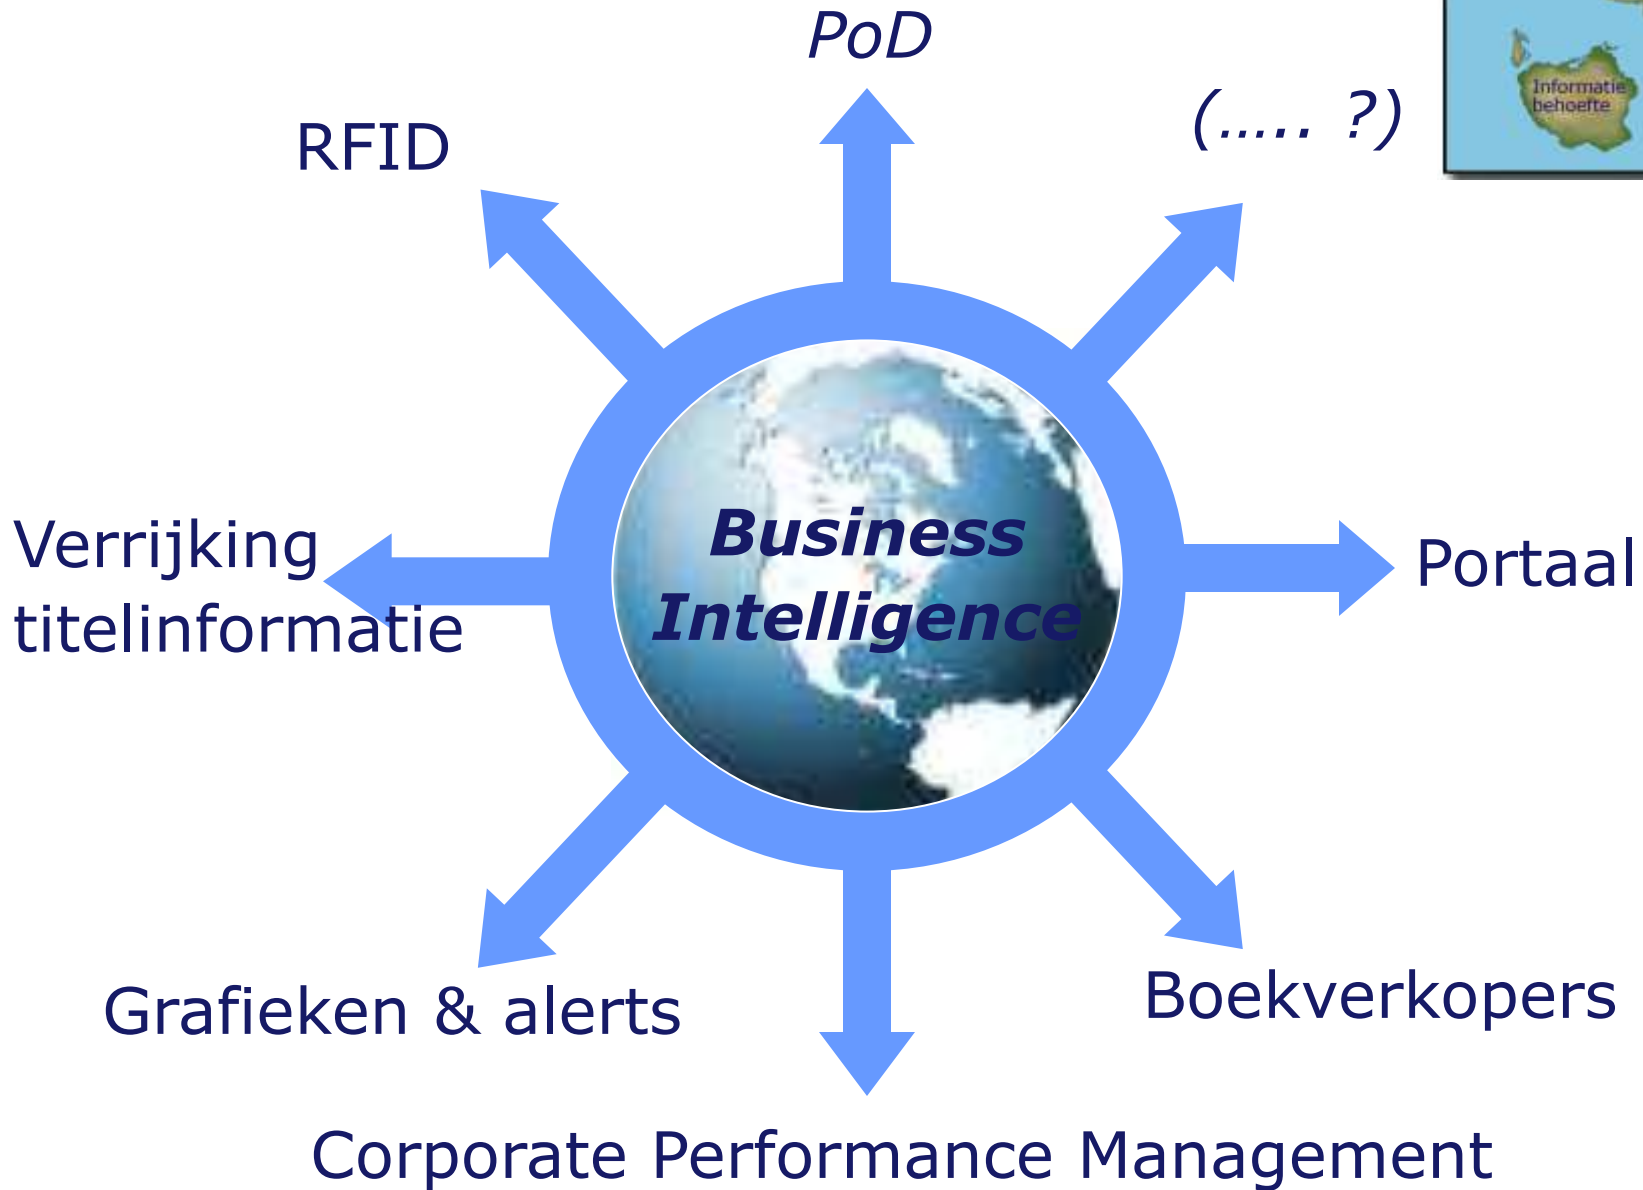 PoD
(….. ?)
Informatie
behoefte
RFID
Business
Intelligence
Verrijking
titelinformatie
Portaal
Grafieken & alerts
Boekverkopers
Corporate Performance Management